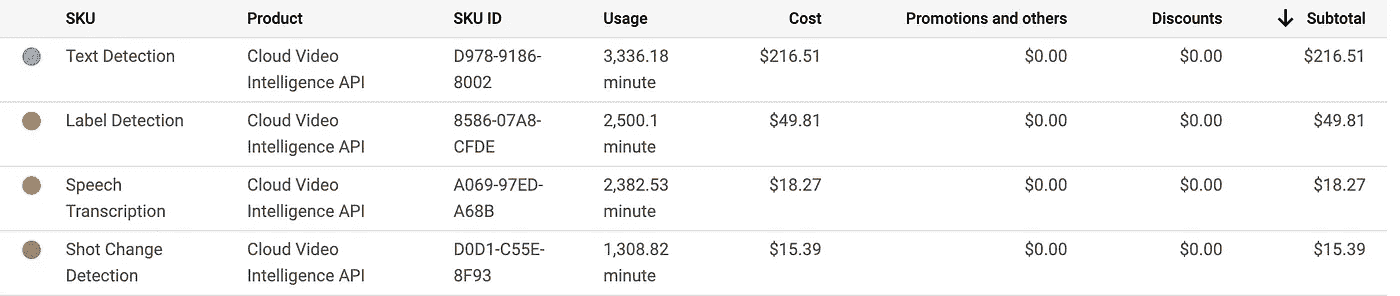 SKU Product SKU ID Usage Cost Promotions and others Discounts ↓ Subtotal
Text Detection Cloud Video D978-9186- 3,336.18 $216.51 $0.00 $0.00 $216.51
Intelligence API 8002 minute
Label Detection Cloud Video 8586-07A8- 2,500.1 $49.81 $0.00 $0.00 $49.81
Intelligence API CFDE minute
Speech Cloud Video A069-97ED- 2,382.53 $18.27 $0.00 $0.00 $18.27
Transcription Intelligence API A68B minute
Shot Change Cloud Video D0D1-C55E- 1,308.82 $15.39 $0.00 $0.00 $15.39
Detection Intelligence API 8F93 minute